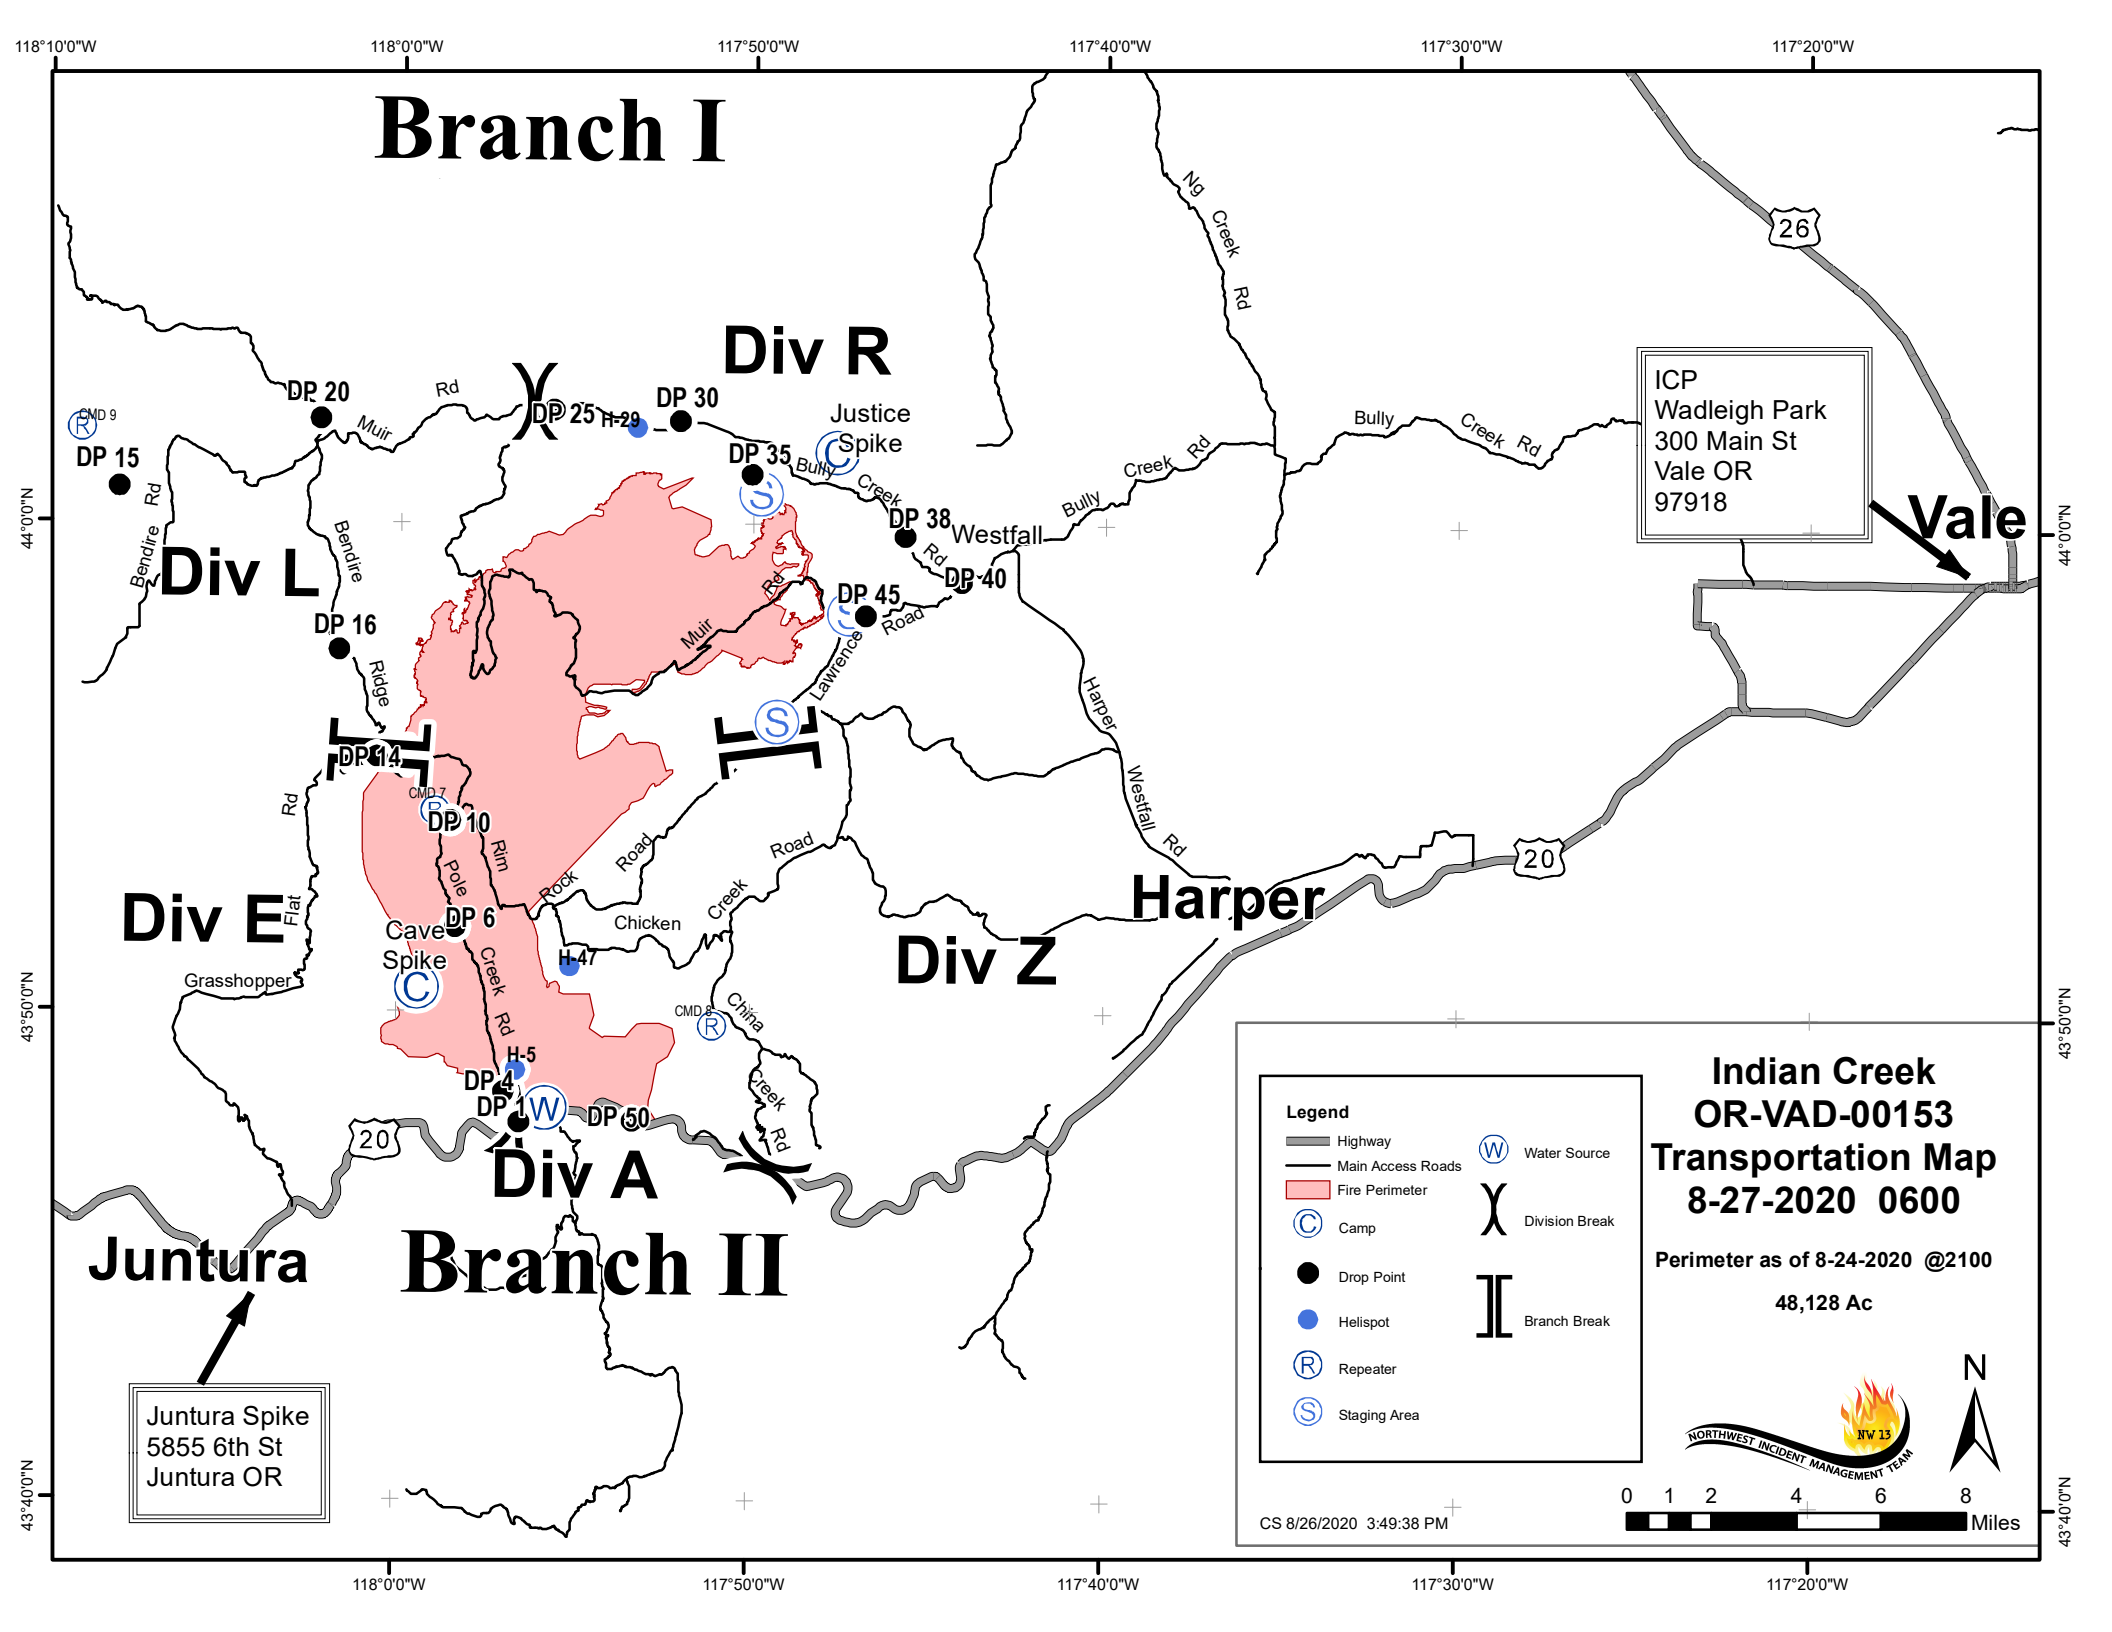 118°10'0"W
118°0'0"W
117°50'0"W
117°40'0"W
117°30'0"W
117°20'0"W
Branch I
Ng Creek Rd
26
Div R
DP 20
Rd
Muir
DP 25
H-29
DP 30
Justice
Spike
C
CMD 9
R
DP 15
DP 35
S
Bully Creek Rd
DP 38
Westfall
DP 40
Bully Creek Rd
Bully Creek Rd
ICP
Wadleigh Park
300 Main St
Vale OR
97918
Vale
44°0'0"N
44°0'0"N
Bendire Rd
Div L
Bendire Ridge
DP 16
Muir Rd
DP 45
S
Lawrence Road
S
Harper
Westfall
Rd
DP 14
CMD 7
R
DP 10
Rd
Flat
Grasshopper
Rim
Rock
Road
Pole
Creek
Rd
Div E
DP 6
Cave
Spike
C
Chicken
Creek
Road
H-47
Div Z
Harper
20
43°50'0"N
43°50'0"N
CMD 8
R
China
Creek
Rd
H-5
DP 4
DP 1
W
DP 50
20
Div A
Branch II
Juntura
Juntura Spike
5855 6th St
Juntura OR
Legend
Highway
Main Access Roads
Fire Perimeter
C Camp
Drop Point
Helispot
R Repeater
S Staging Area
W Water Source
Division Break
Branch Break
Indian Creek
OR-VAD-00153
Transportation Map
8-27-2020 0600
Perimeter as of 8-24-2020 @2100
48,128 Ac
N
NW 13
NORTHWEST INCIDENT MANAGEMENT TEAM
0 1 2 4 6 8
Miles
CS 8/26/2020 3:49:38 PM
43°40'0"N
43°40'0"N
118°0'0"W
117°50'0"W
117°40'0"W
117°30'0"W
117°20'0"W